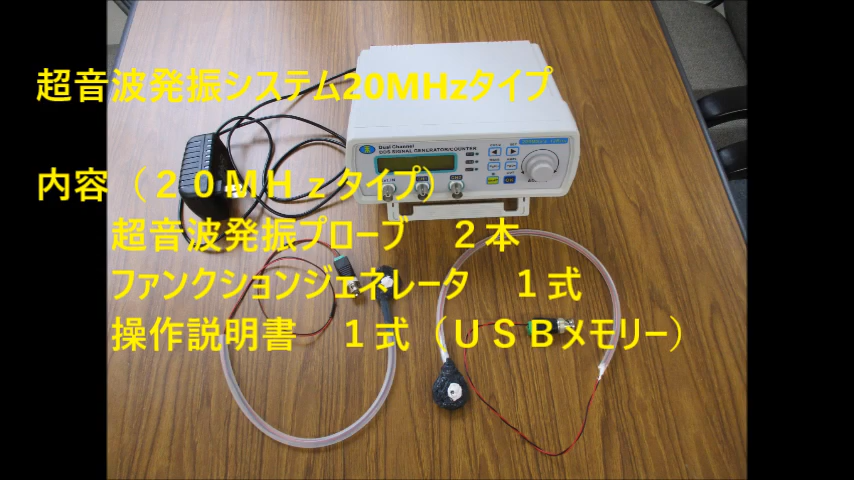 超音波発振システム20MHzタイプ
Dual Channel
DDS SIGNAL GENERATOR/COUNTER
内容（２０ＭＨｚタイプ）
超音波発振プローブ　２本
ファンクションジェネレータ　１式
操作説明書　１式（ＵＳＢメモリー）